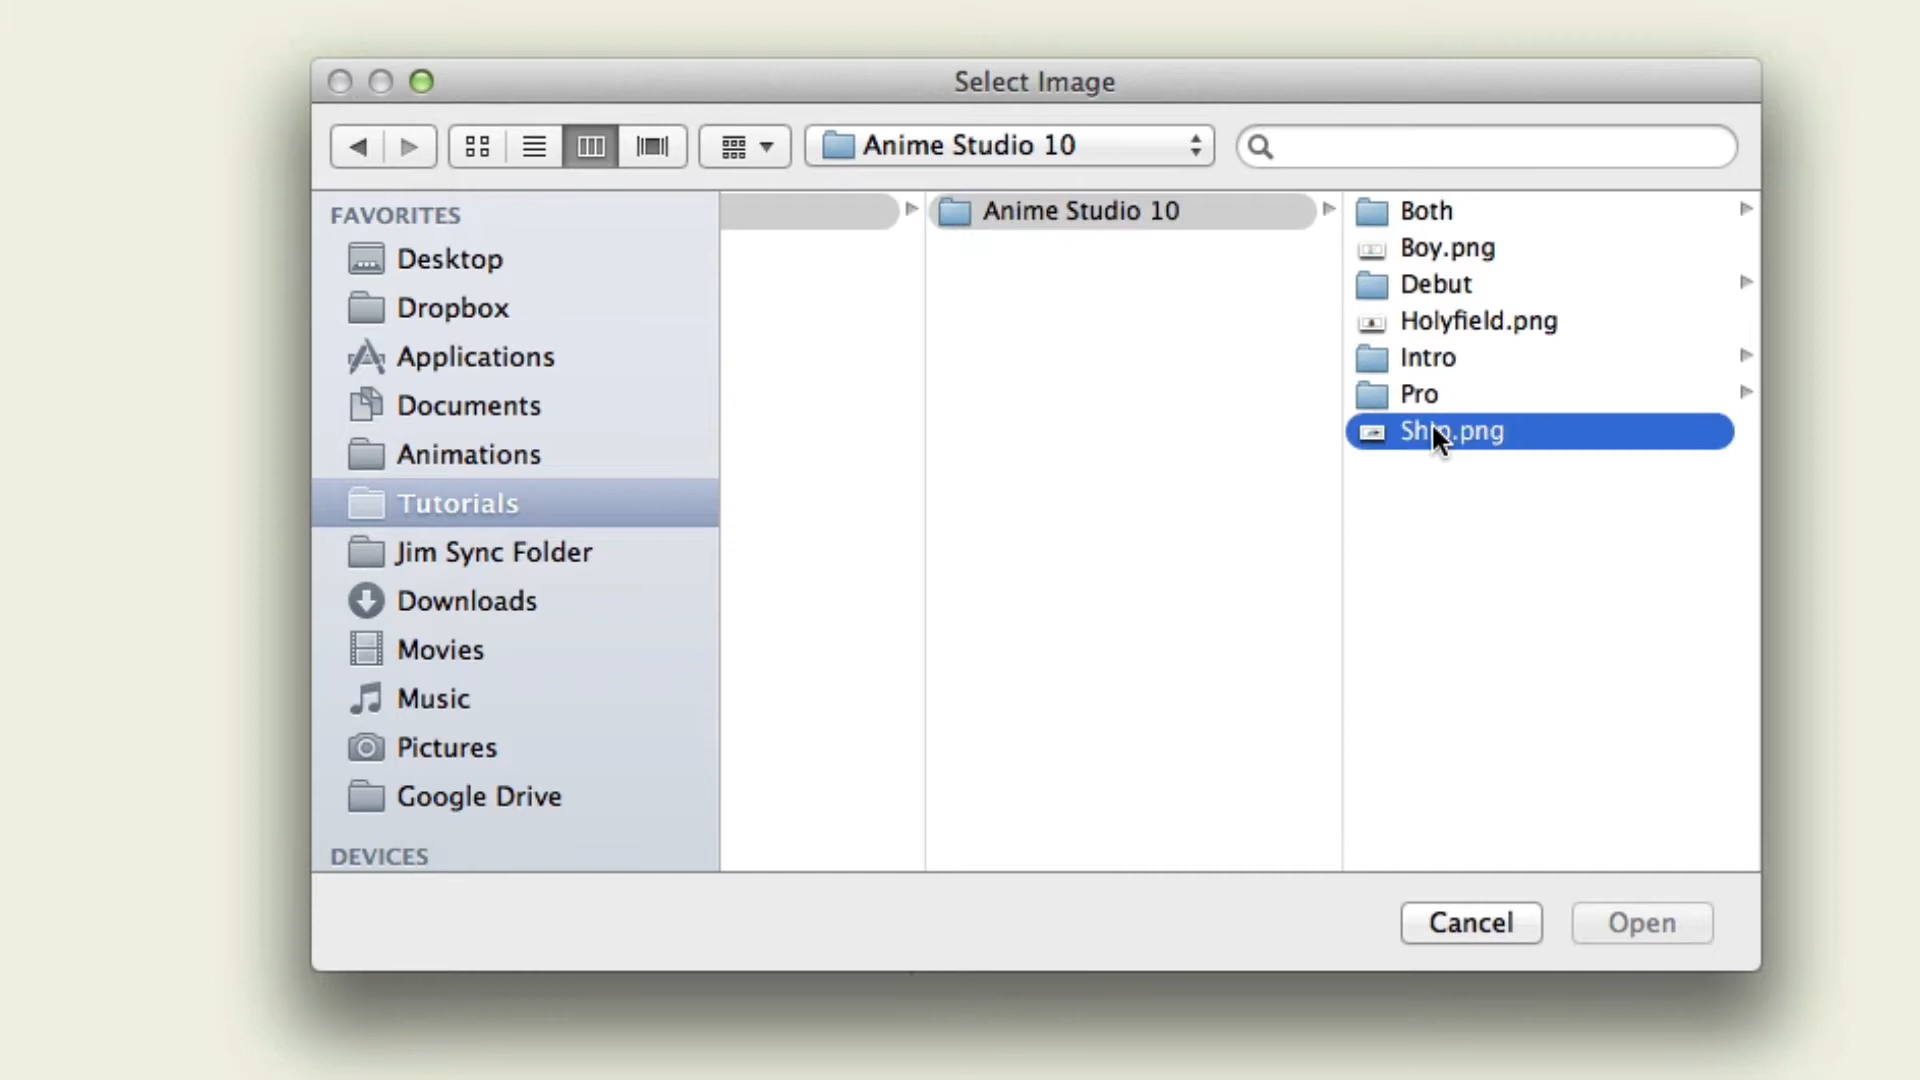 Select Image
Anime Studio 10
FAVORITES
Desktop
Dropbox
Applications
Documents
Animations
Tutorials
Jim Sync Folder
Downloads
Movies
Music
Pictures
Google Drive
DEVICES
Anime Studio 10
Both
Boy.png
Debut
Holyfield.png
Intro
Pro
Ship.png
Cancel
Open